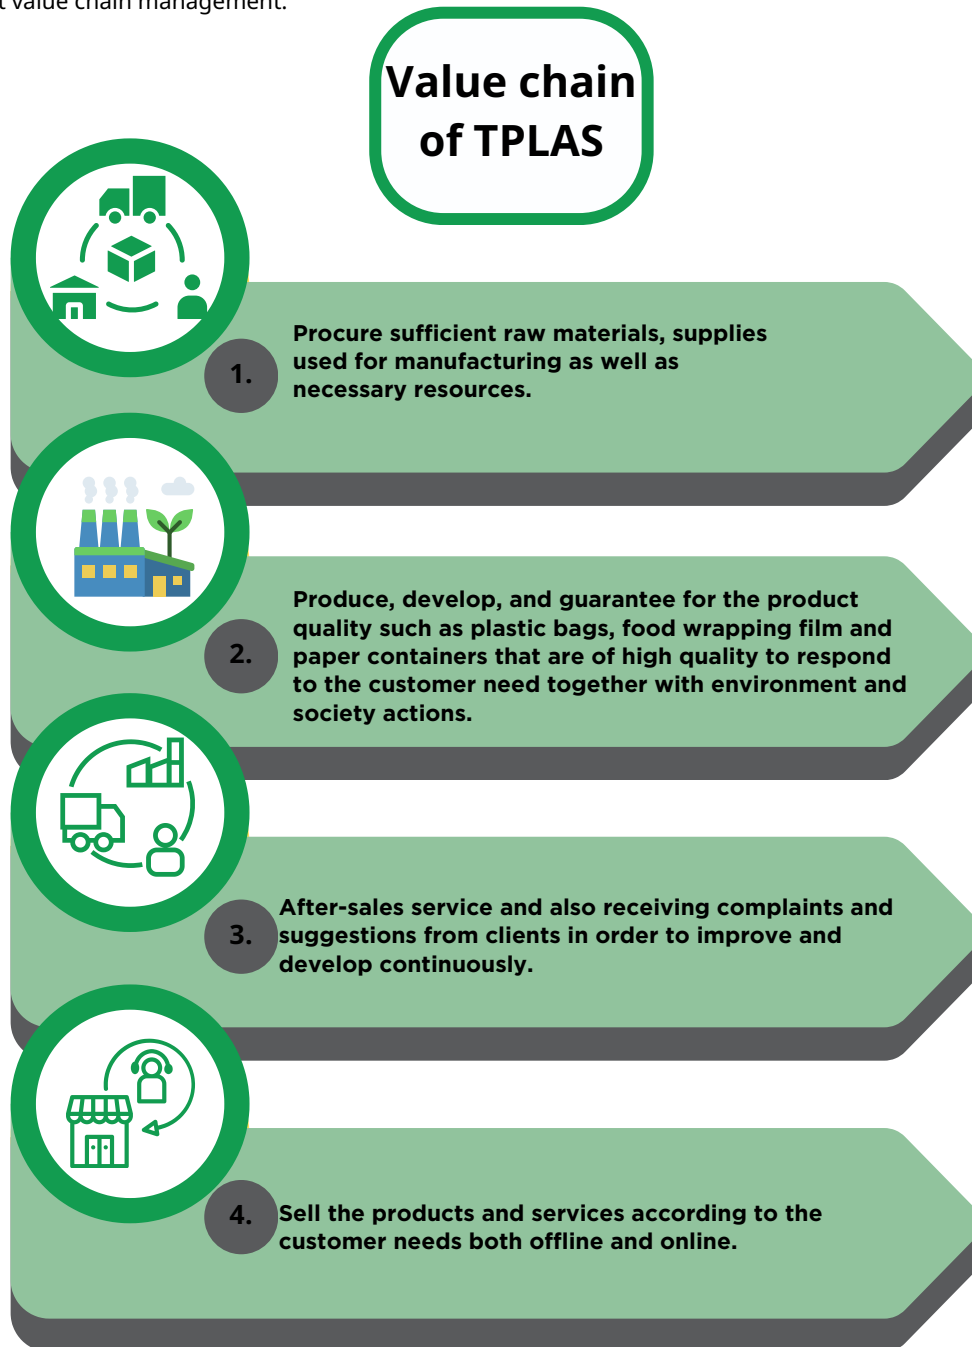 t value chain management.
Value chain
of TPLAS
1.
Procure sufficient raw materials, supplies
used for manufacturing as well as
necessary resources.
2.
Produce, develop, and guarantee for the product
quality such as plastic bags, food wrapping film and
paper containers that are of high quality to respond
to the customer need together with environment and
society actions.
3.
After-sales service and also receiving complaints and
suggestions from clients in order to improve and
develop continuously.
4.
Sell the products and services according to the
customer needs both offline and online.